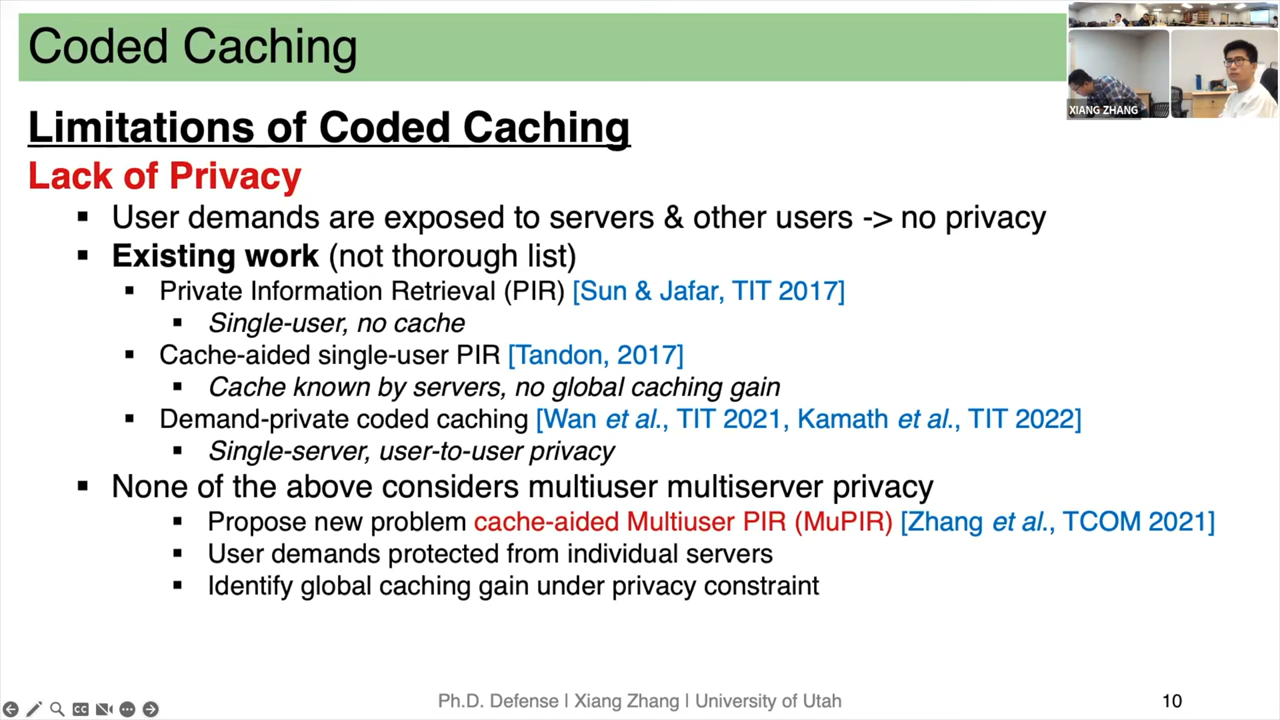 Coded Caching
XIANG ZHANG
Limitations of Coded Caching
Lack of Privacy
▪ User demands are exposed to servers & other users -> no privacy
▪ Existing work (not thorough list)
▪ Private Information Retrieval (PIR) [Sun & Jafar, TIT 2017]
▪ Single-user, no cache
▪ Cache-aided single-user PIR [Tandon, 2017]
▪ Cache known by servers, no global caching gain
▪ Demand-private coded caching [Wan et al., TIT 2021, Kamath et al., TIT 2022]
▪ Single-server, user-to-user privacy
▪ None of the above considers multiuser multiserver privacy
▪ Propose new problem cache-aided Multiuser PIR (MuPIR) [Zhang et al., TCOM 2021]
▪ User demands protected from individual servers
▪ Identify global caching gain under privacy constraint
CC
Ph.D. Defense | Xiang Zhang | University of Utah
10